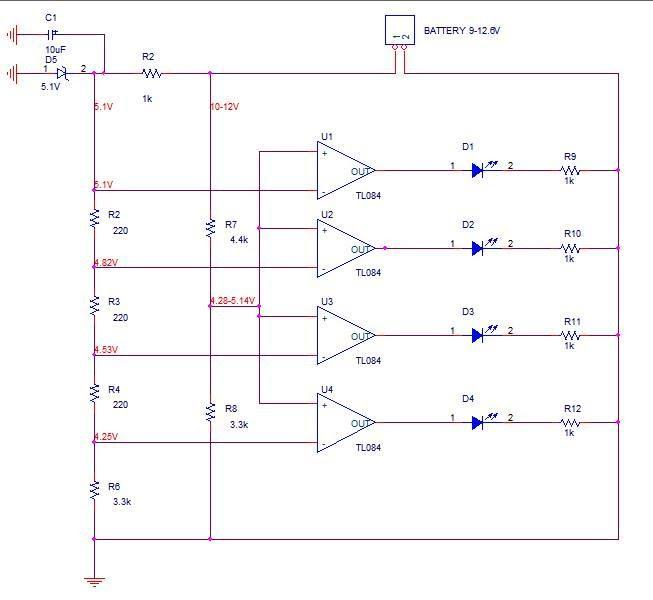 C1
10uF
D5
1
2
5.1V
R2
1k
1
2
BATTERY 9-12.6V
5.1V
10-12V
U1
+
-
OUT
TL084
D1
1
2
R9
1k
5.1V
R2
220
R7
4.4k
U2
+
-
OUT
TL084
D2
1
2
R10
1k
4.82V
R3
220
4.28-5.14V
U3
+
-
OUT
TL084
D3
1
2
R11
1k
4.53V
R4
220
R8
3.3k
U4
+
-
OUT
TL084
D4
1
2
R12
1k
4.25V
R6
3.3k